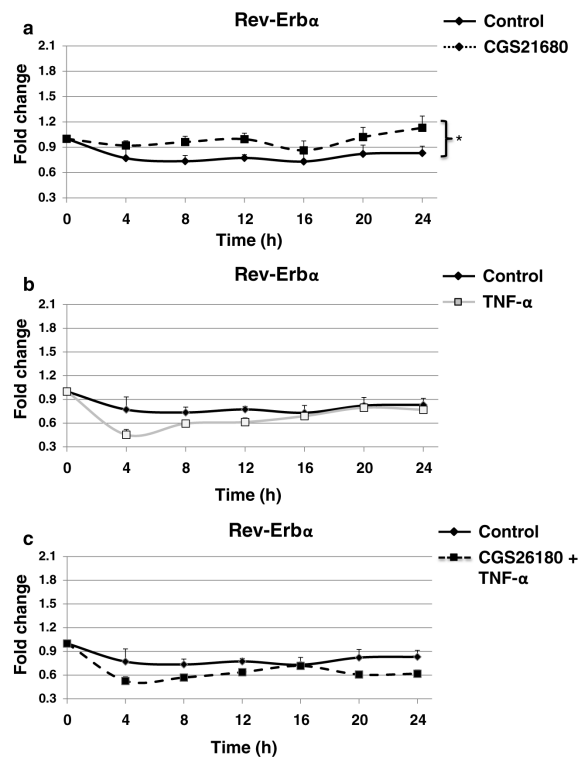 a
Rev-Erbα
Control
CGS21680
Fold change
2.1
1.8
1.5
1.2
0.9
0.6
0.3
*
0 4 8 12 16 20 24
Time (h)
b
Rev-Erbα
Control
TNF-α
Fold change
2.1
1.8
1.5
1.2
0.9
0.6
0.3
0 4 8 12 16 20 24
Time (h)
c
Rev-Erbα
Control
CGS26180 +
TNF-α
Fold change
2.1
1.8
1.5
1.2
0.9
0.6
0.3
0 4 8 12 16 20 24
Time (h)